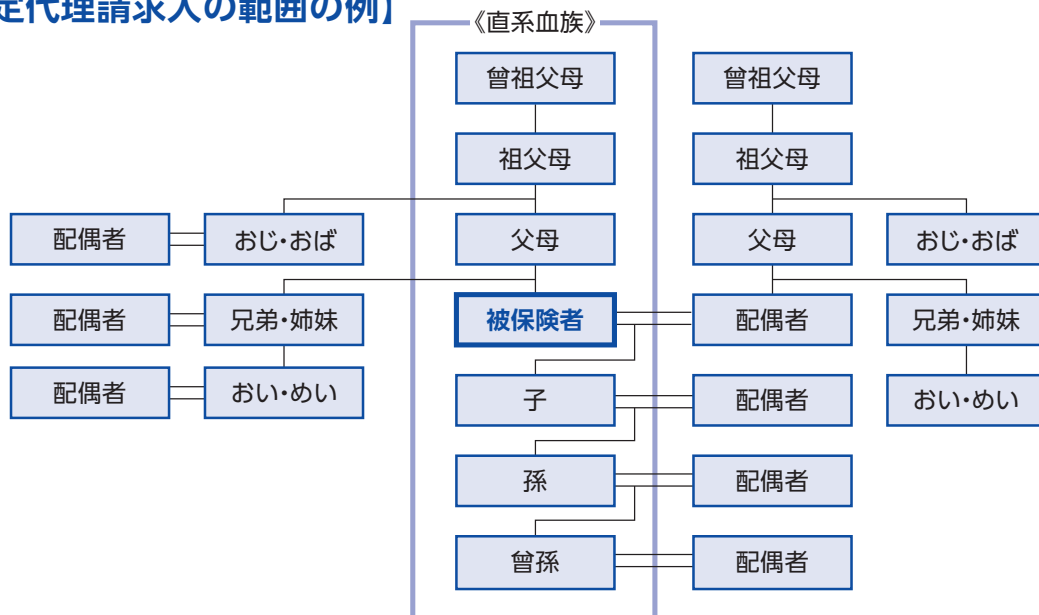 定代理請求人の範囲の例】
《直系血族》
曾祖父母
曾祖父母
祖父母
祖父母
配偶者
おじ・おば
父母
父母
おじ・おば
配偶者
兄弟・姉妹
被保険者
配偶者
兄弟・姉妹
配偶者
おい・めい
子
配偶者
おい・めい
孫
配偶者
曾孫
配偶者